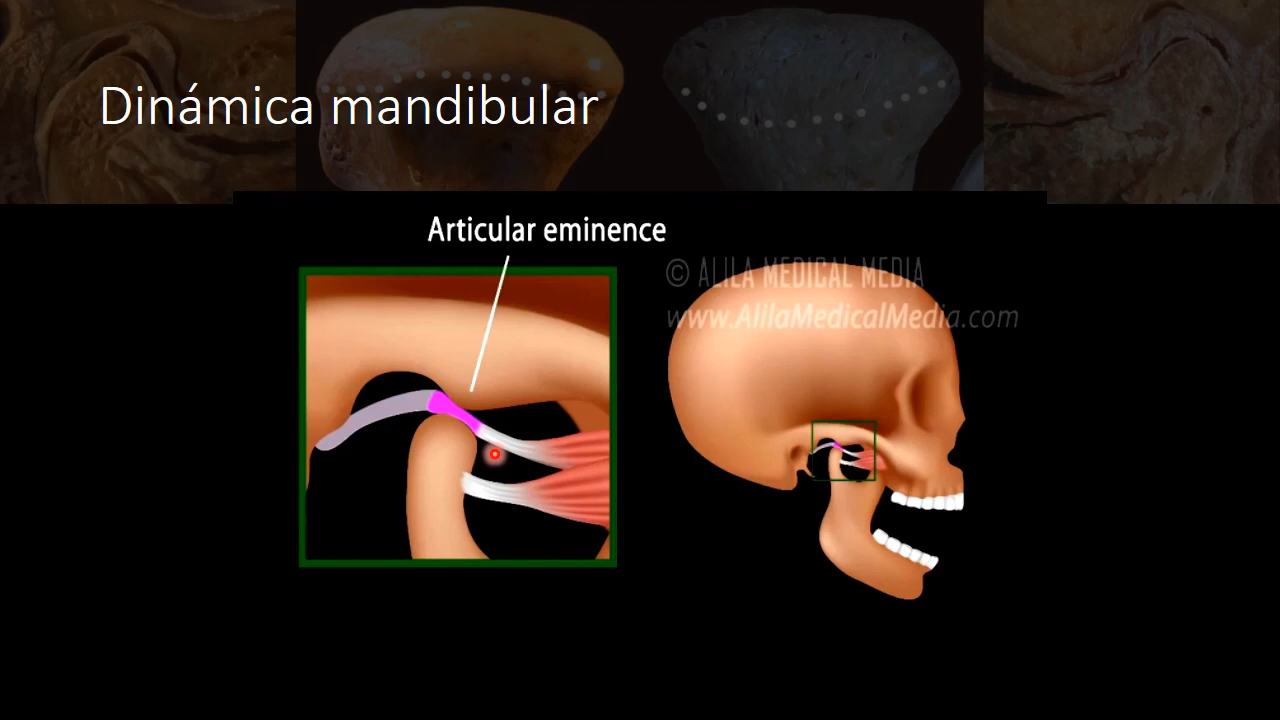 Dinámica mandibular
Articular eminence
© ALILA MEDICAL MEDIA
www.AlilaMedicalMedia.com